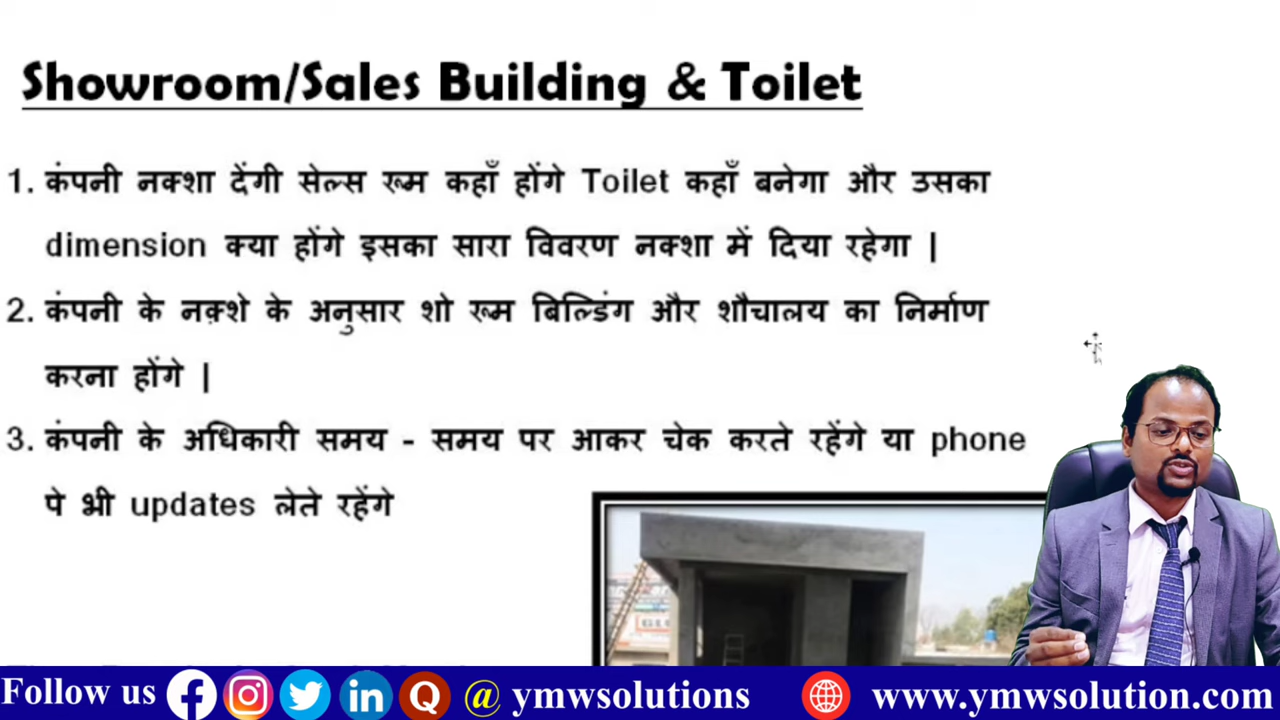 Showroom/Sales Building & Toilet
1. कंपनी नक्शा देंगी सेल्स रूम कहाँ होंगे Toilet कहाँ बनेगा और उसका
dimension क्या होंगे इसका सारा विवरण नक्शा में दिया रहेगा |
2. कंपनी के नक़्शे के अनुसार शो रूम बिल्डिंग और शौचालय का निर्माण
करना होंगे |
3. कंपनी के अधिकारी समय - समय पर आकर चेक करते रहेंगे या phone
पे भी updates लेते रहेंगे
Follow us @ ymwsolutions www.ymwsolution.com